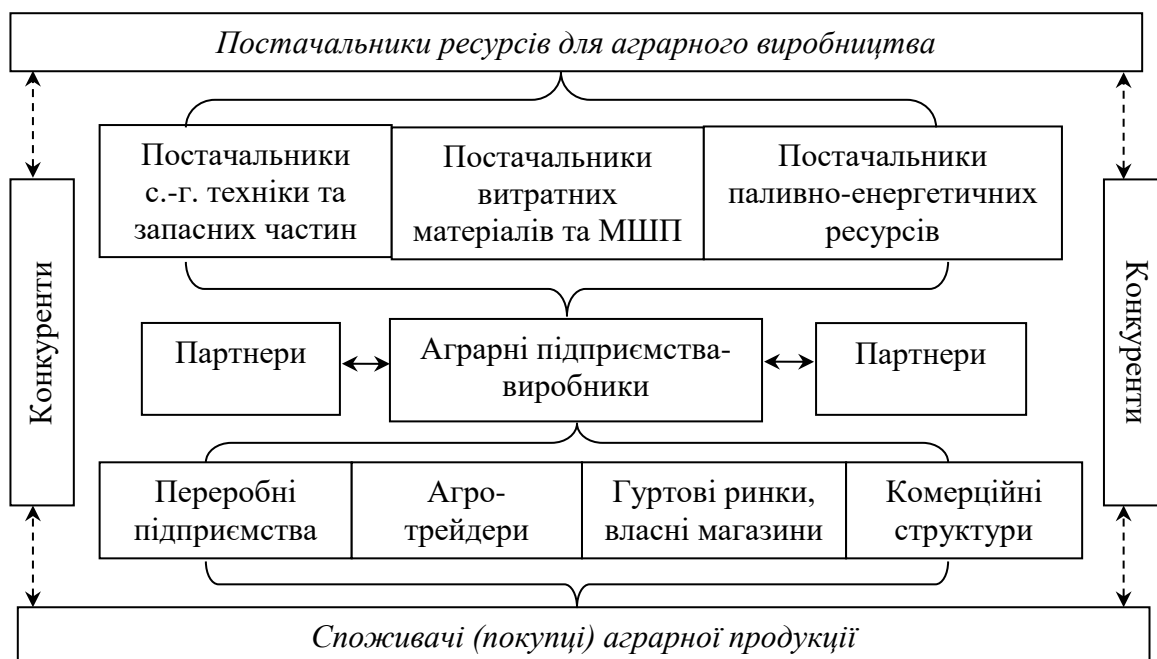 Постачальники ресурсів для аграрного виробництва
Постачальники
с.-г. техніки та
запасних частин
Постачальники
витратних
матеріалів та МШП
Постачальники
паливно-енергетичних
ресурсів
Конкуренти
Партнери
Аграрні підприємства-
виробники
Партнери
Конкуренти
Переробні
підприємства
Агро-
трейдери
Гуртові ринки,
власні магазини
Комерційні
структури
Споживачі (покупці) аграрної продукції